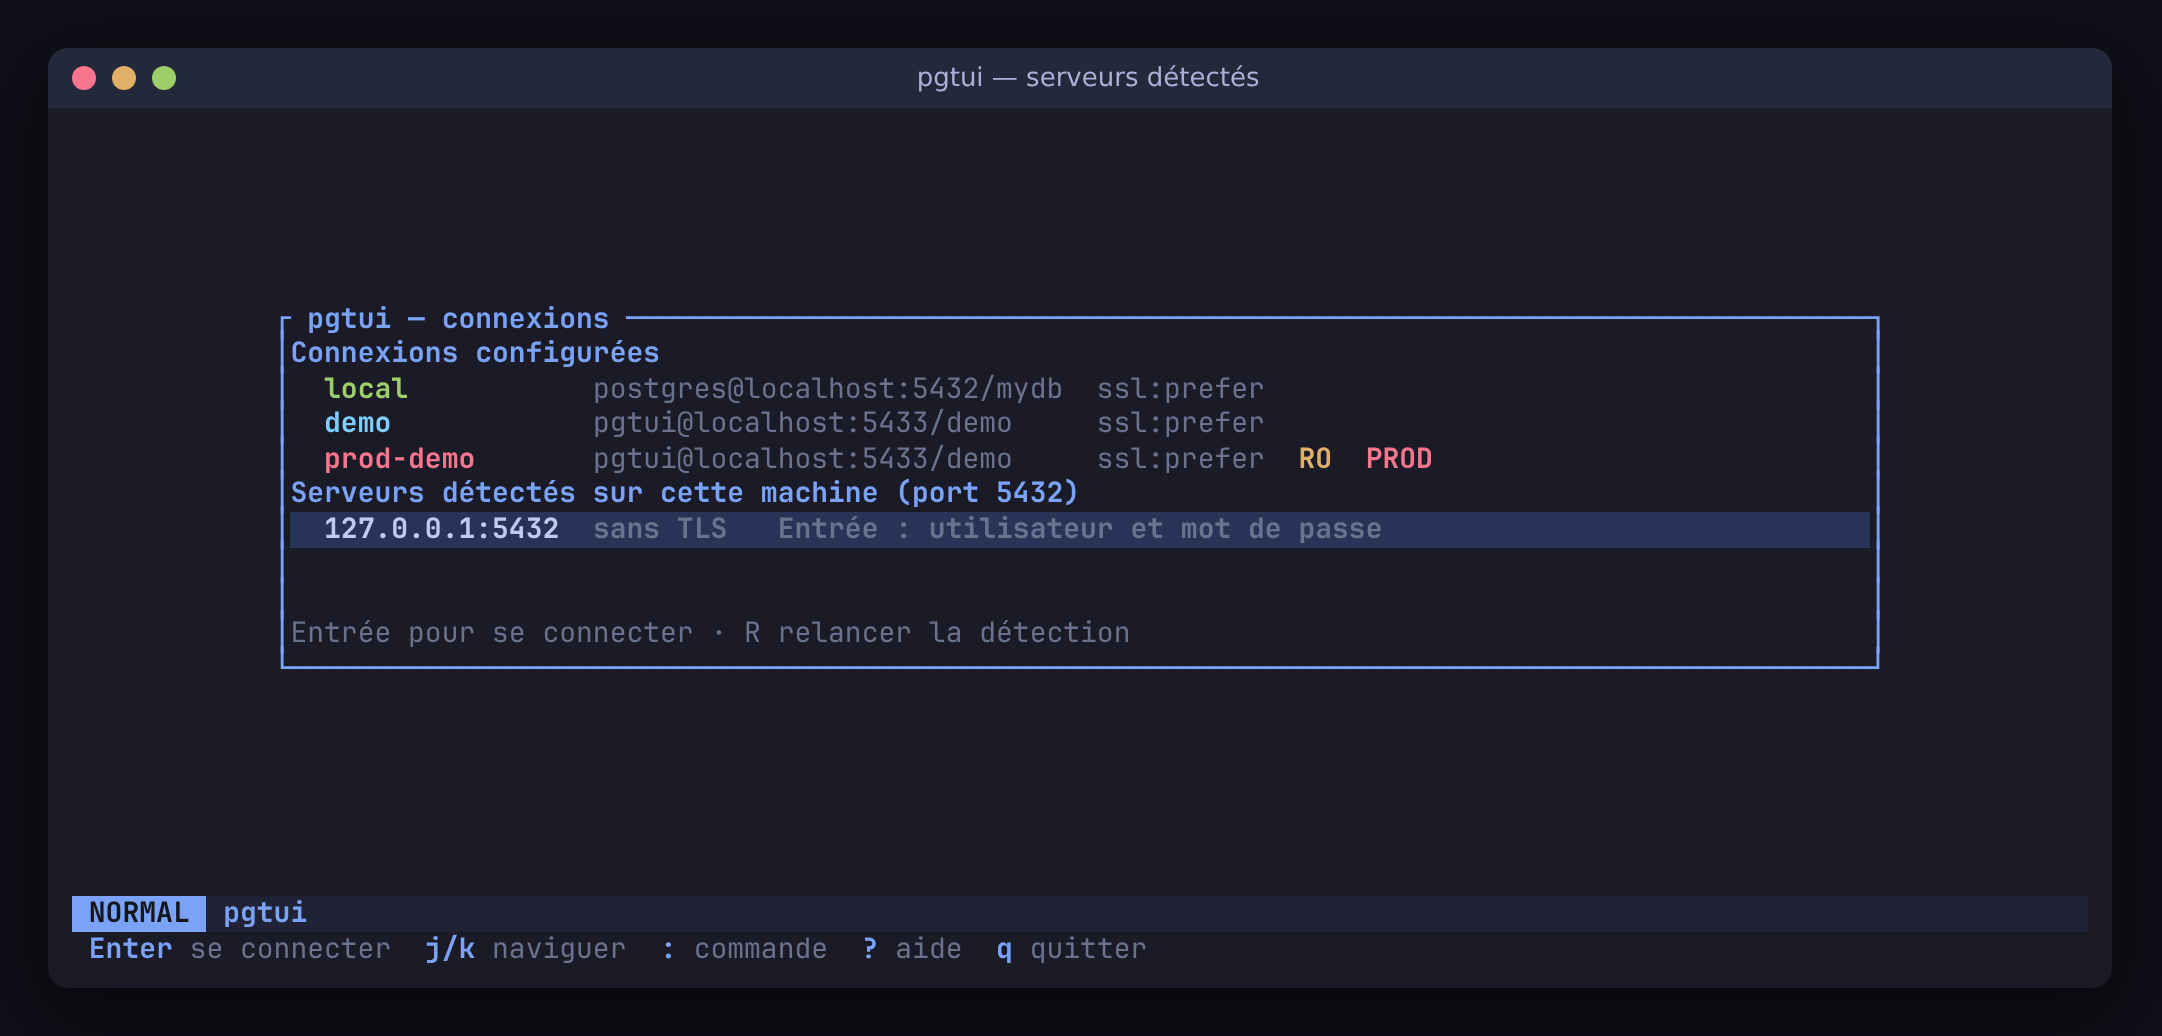 pgtui — serveurs détectés
pgtui — connexions
Connexions configurées
local postgres@localhost:5432/mydb ssl:prefer
demo pgtui@localhost:5433/demo ssl:prefer
prod-demo pgtui@localhost:5433/demo ssl:prefer RO PROD
Serveurs détectés sur cette machine (port 5432)
127.0.0.1:5432 sans TLS Entrée : utilisateur et mot de passe
Entrée pour se connecter · R relancer la détection
NORMAL pgtui
Enter se connecter j/k naviguer : commande ? aide q quitter